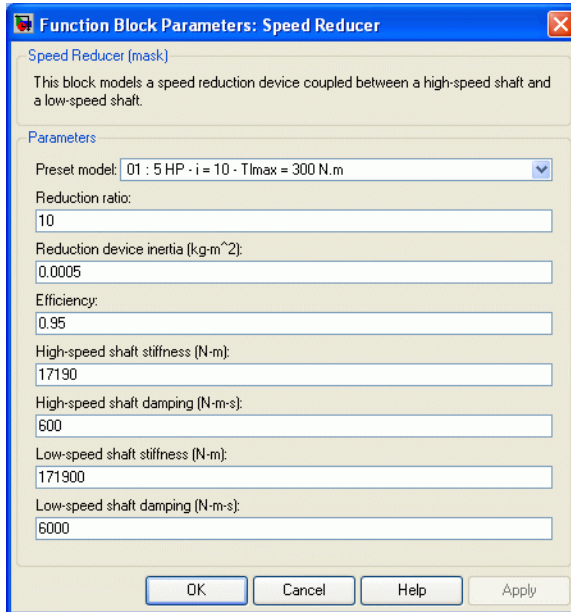 Function Block Parameters: Speed Reducer
Speed Reducer (mask)
This block models a speed reduction device coupled between a high-speed shaft and
a low-speed shaft.
Parameters
Preset model: 01 : 5 HP - i = 10 - Tlmax = 300 N.m
Reduction ratio:
10
Reduction device inertia (kg-m^2):
0.0005
Efficiency:
0.95
High-speed shaft stiffness (N-m):
17190
High-speed shaft damping (N-m-s):
600
Low-speed shaft stiffness (N-m):
171900
Low-speed shaft damping (N-m-s):
6000
OK Cancel Help Apply